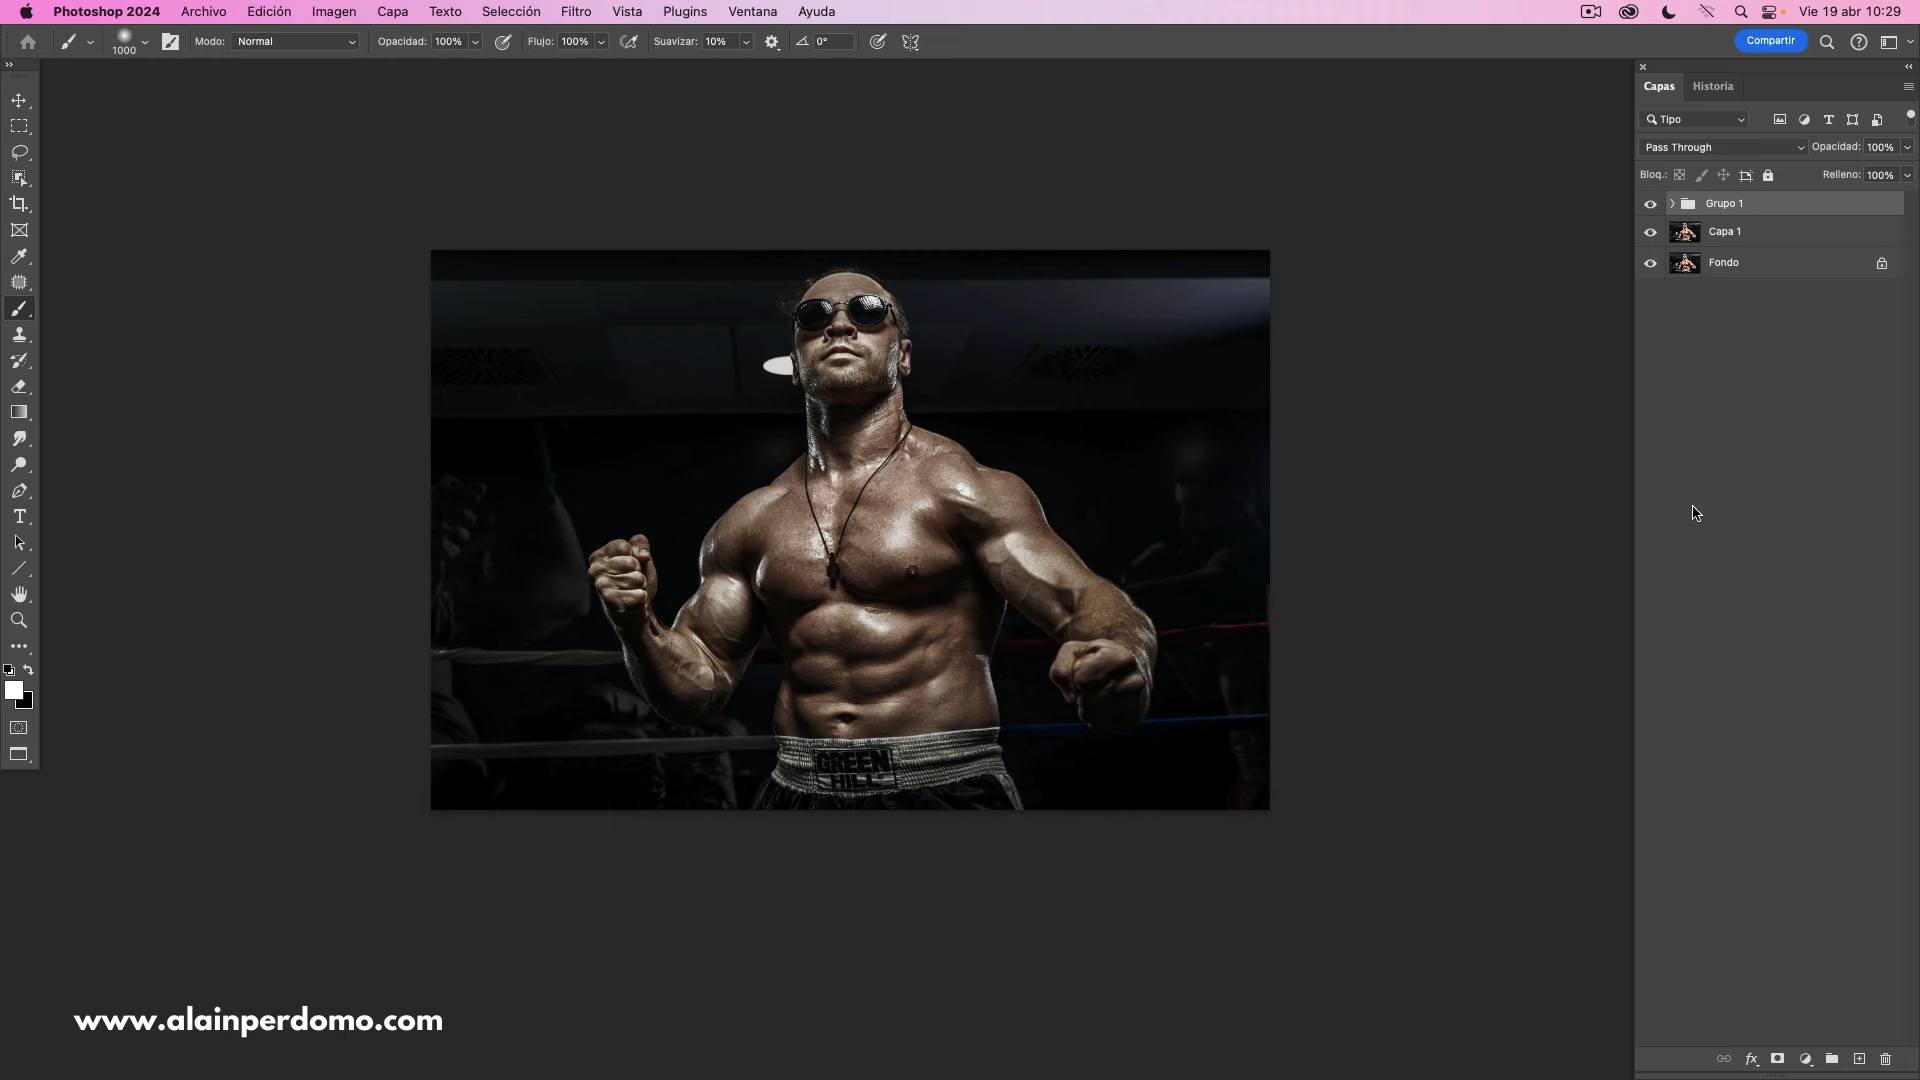 Photoshop 2024 Archivo Edición Imagen Capa Texto Selección Filtro Vista Plugins Ventana Ayuda Vie 19 abr 10:29
1000 Modo: Normal Opacidad: 100% Flujo: 100% Suavizar: 10% 0° Compartir
Capas Historia
Tipo
Pass Through Opacidad: 100%
Bloq.: Relleno: 100%
Grupo 1
Capa 1
Fondo
GREEN
HILL
www.alainperdomo.com